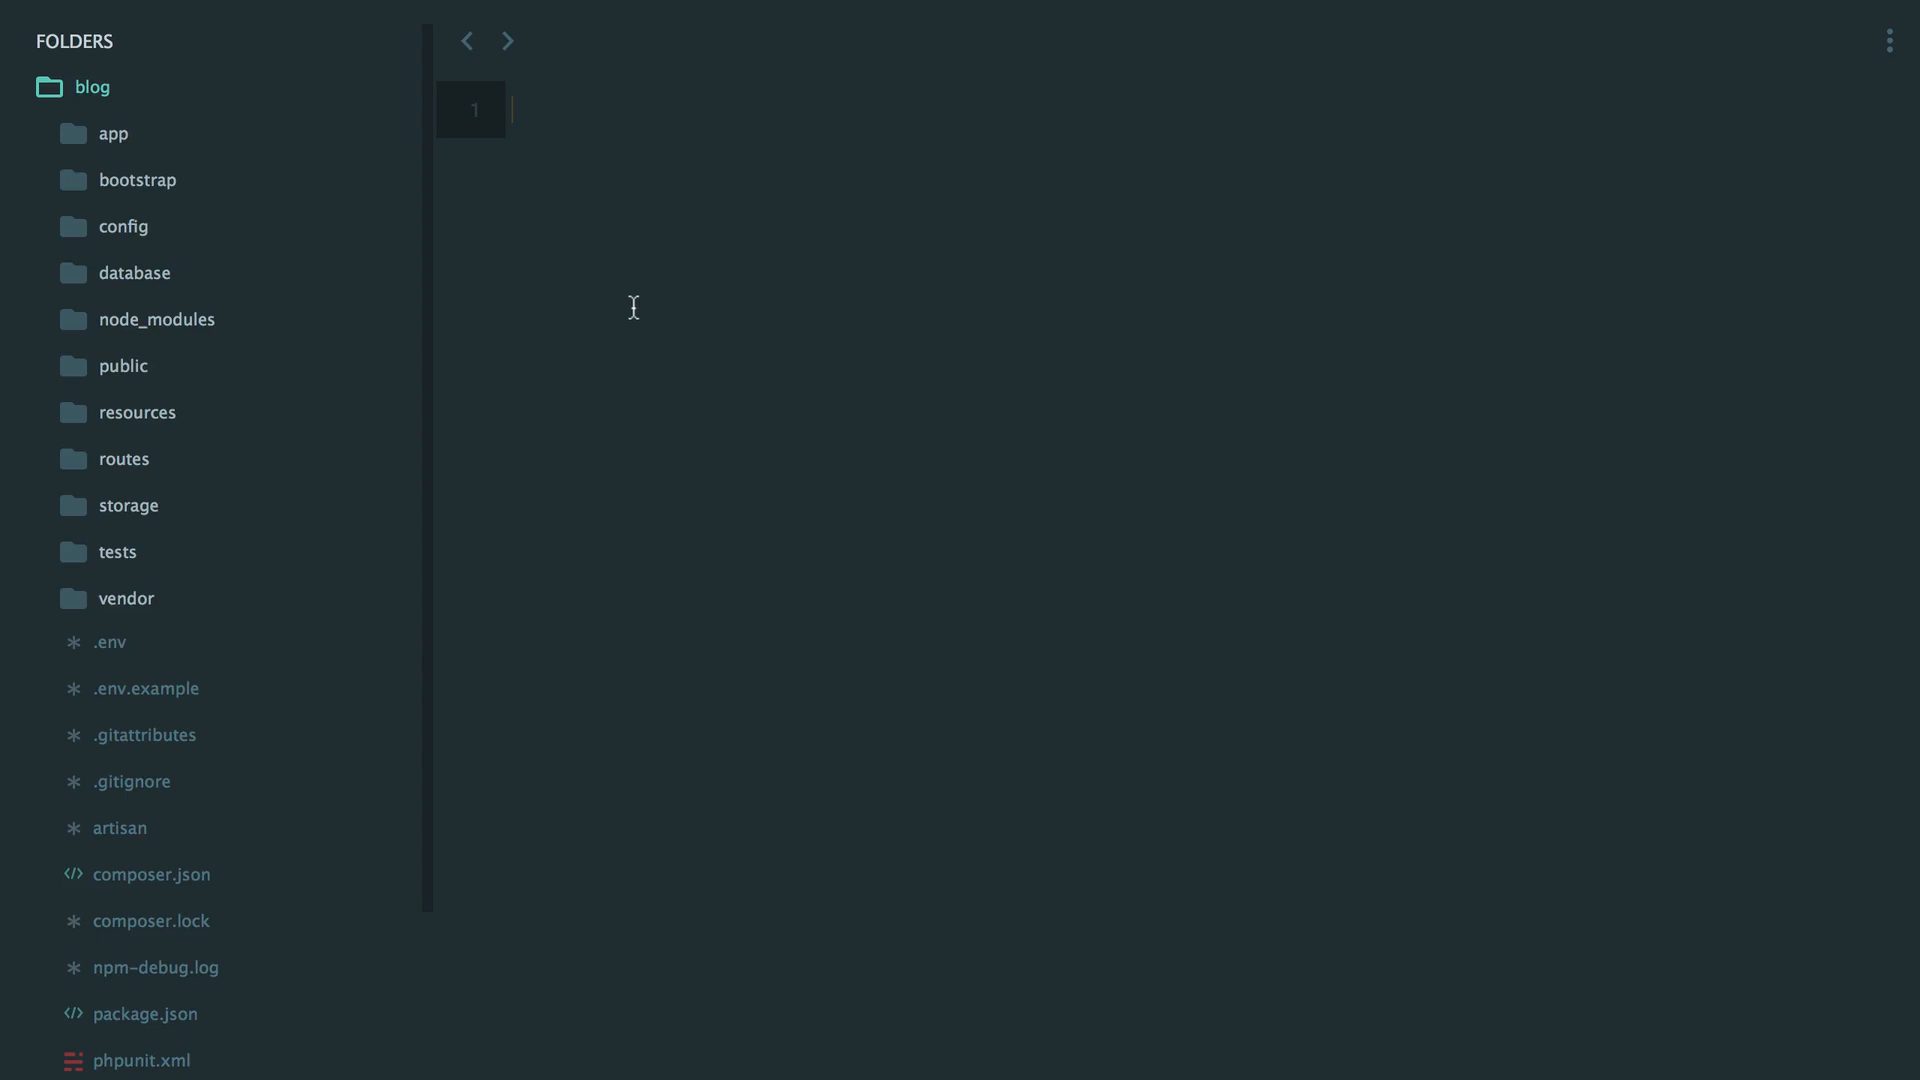 FOLDERS
blog
app
bootstrap
config
database
node_modules
public
resources
routes
storage
tests
vendor
.env
.env.example
.gitattributes
.gitignore
artisan
composer.json
composer.lock
npm-debug.log
package.json
phpunit.xml
1